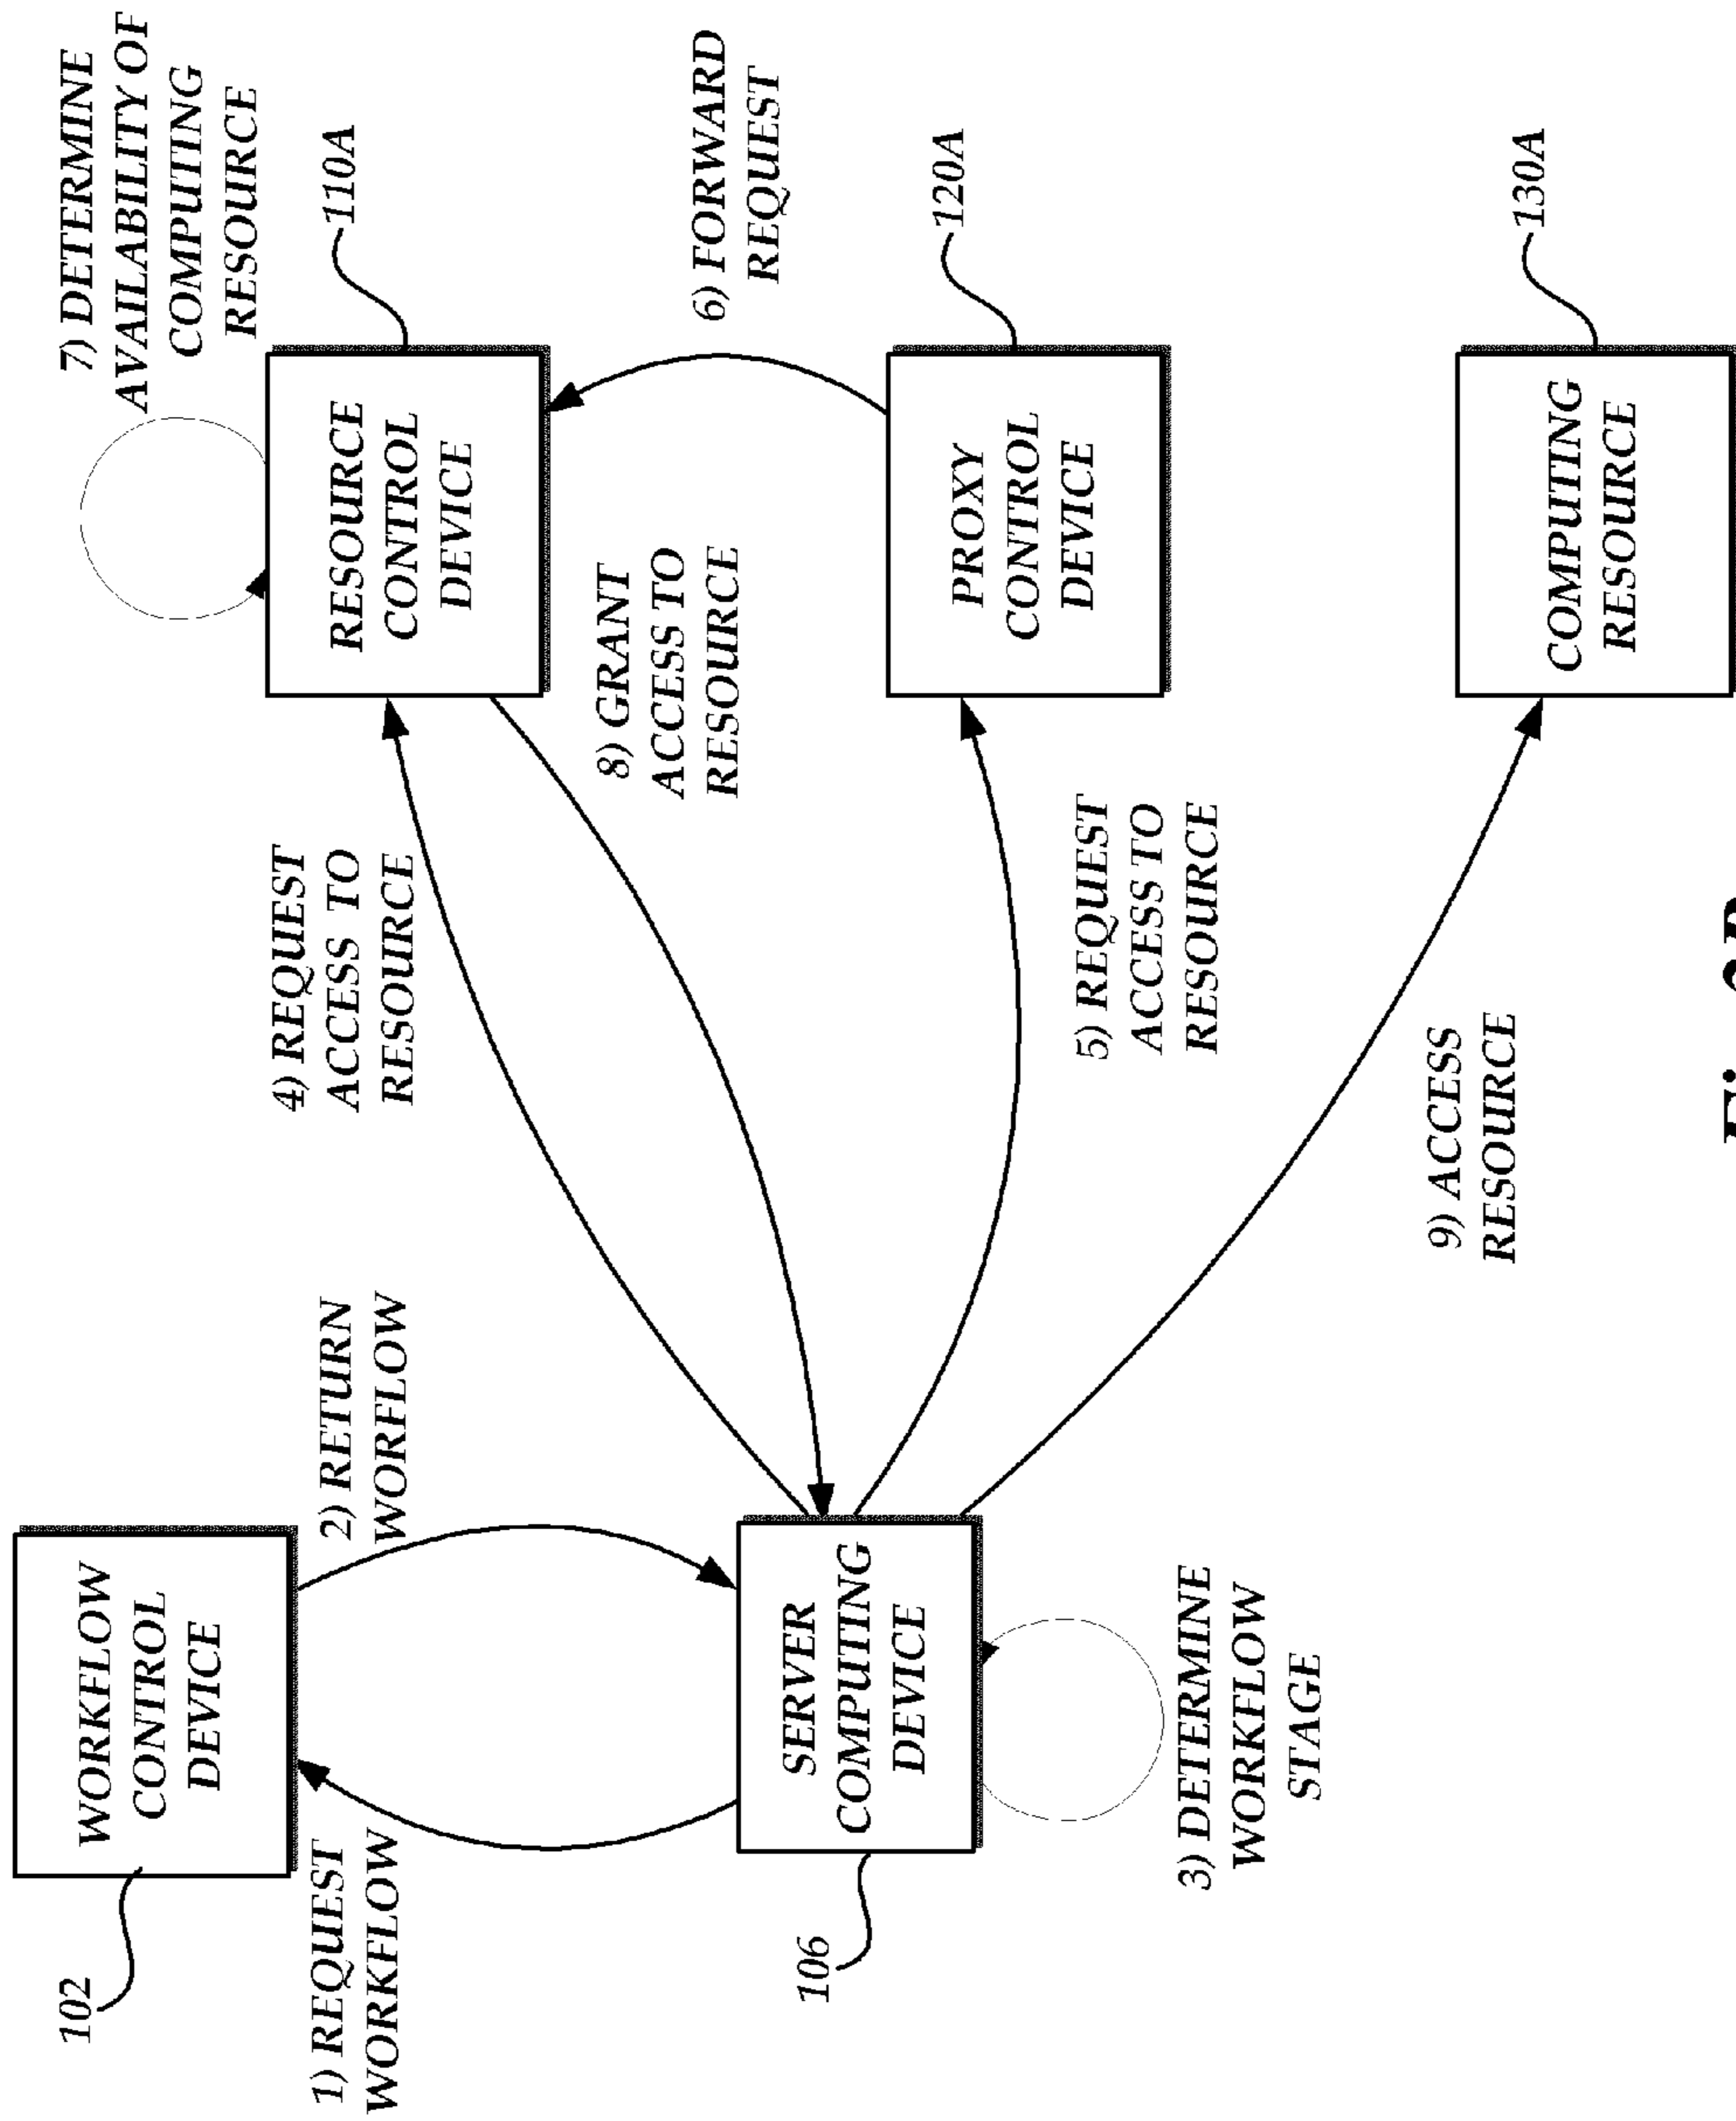 102
WORKFLOW
CONTROL
DEVICE
1) REQUEST
WORKFLOW
2) RETURN
WORKFLOW
106
SERVER
COMPUTING
DEVICE
3) DETERMINE
WORKFLOW
STAGE
4) REQUEST
ACCESS TO
RESOURCE
5) REQUEST
ACCESS TO
RESOURCE
6) FORWARD
REQUEST
7) DETERMINE
AVAILABILITY OF
COMPUTING
RESOURCE
RESOURCE
CONTROL
DEVICE
110A
8) GRANT
ACCESS TO
RESOURCE
PROXY
CONTROL
DEVICE
120A
9) ACCESS
RESOURCE
COMPUTING
RESOURCE
130A